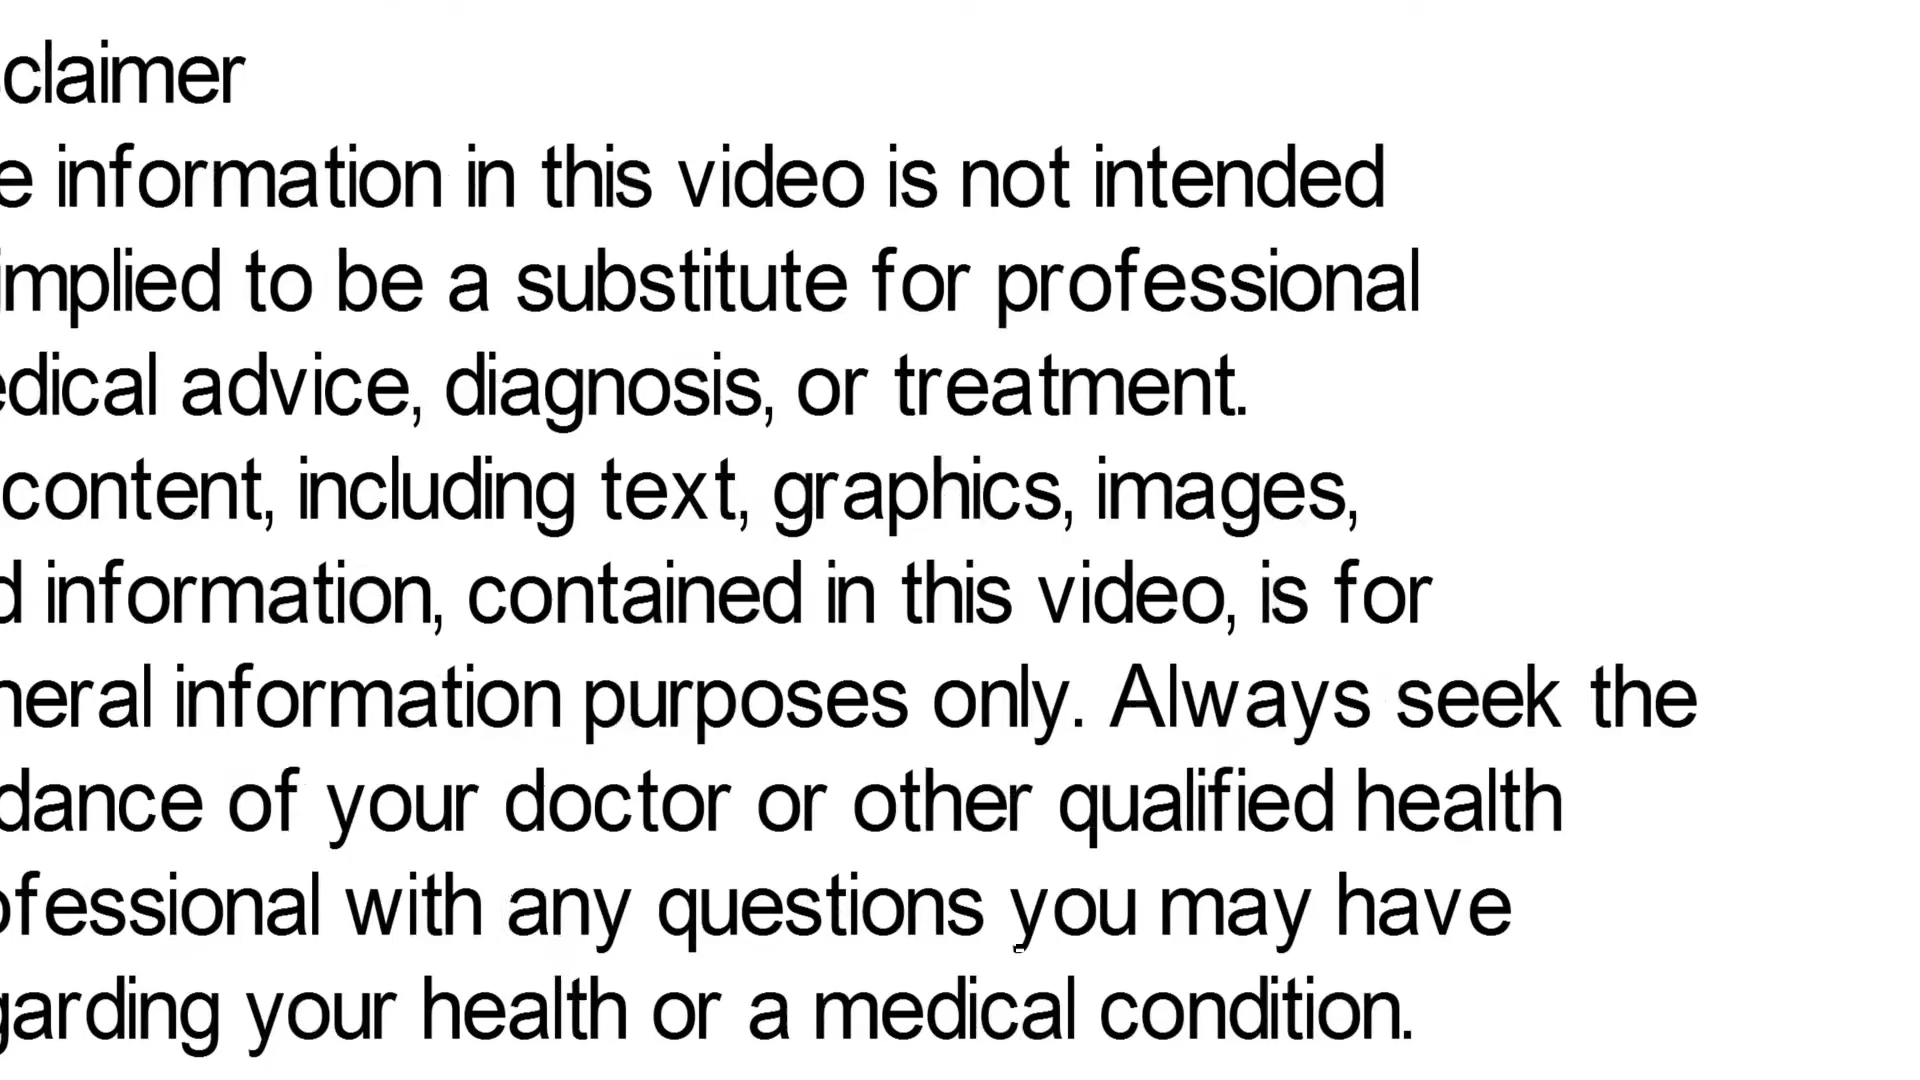 claimer
e information in this video is not intended
implied to be a substitute for professional
edical advice, diagnosis, or treatment.
content, including text, graphics, images,
d information, contained in this video, is for
neral information purposes only. Always seek the
dance of your doctor or other qualified health
ofessional with any questions you may have
garding your health or a medical condition.